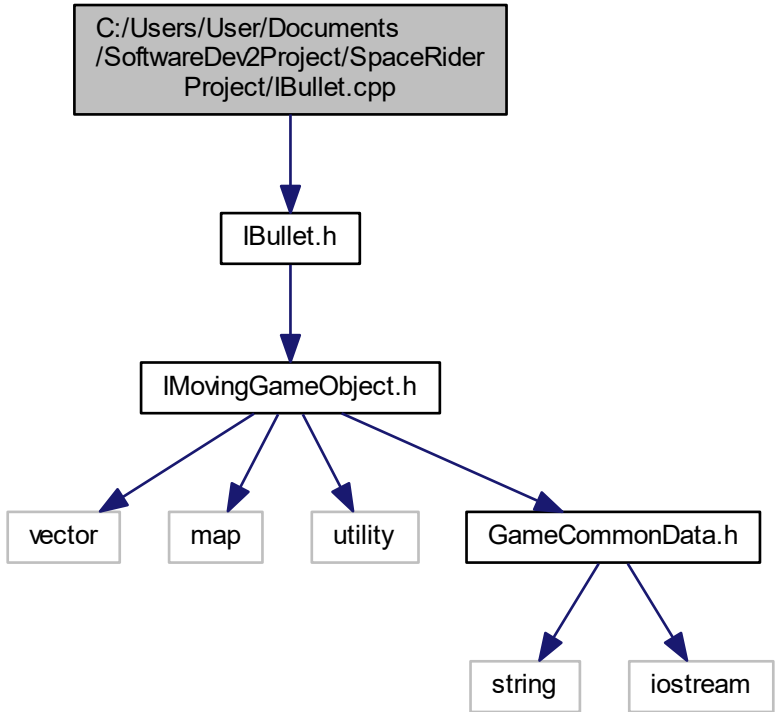 C:/Users/User/Documents
/SoftwareDev2Project/SpaceRider
Project/IBullet.cpp
IBullet.h
IMovingGameObject.h
vector
map
utility
GameCommonData.h
string
iostream